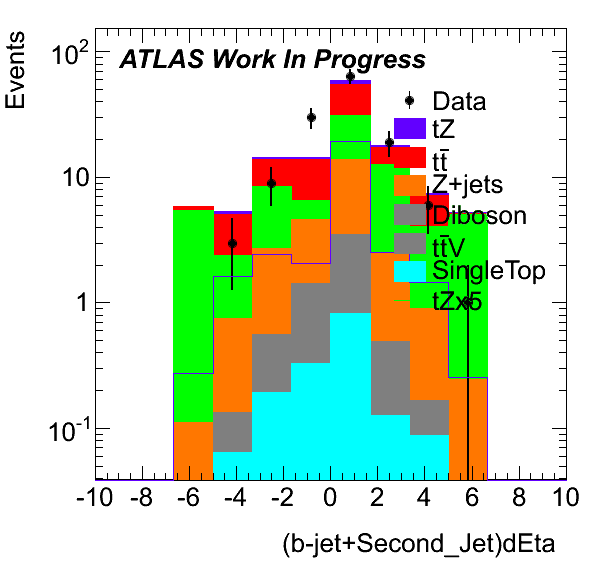 Events
ATLAS Work In Progress
10²
10
1
10⁻¹
Data
tZ
tt̄
Z+jets
Diboson
tt̄V
SingleTop
tZx5
-10 -8 -6 -4 -2 0 2 4 6 8 10
(b-jet+Second_Jet)dEta